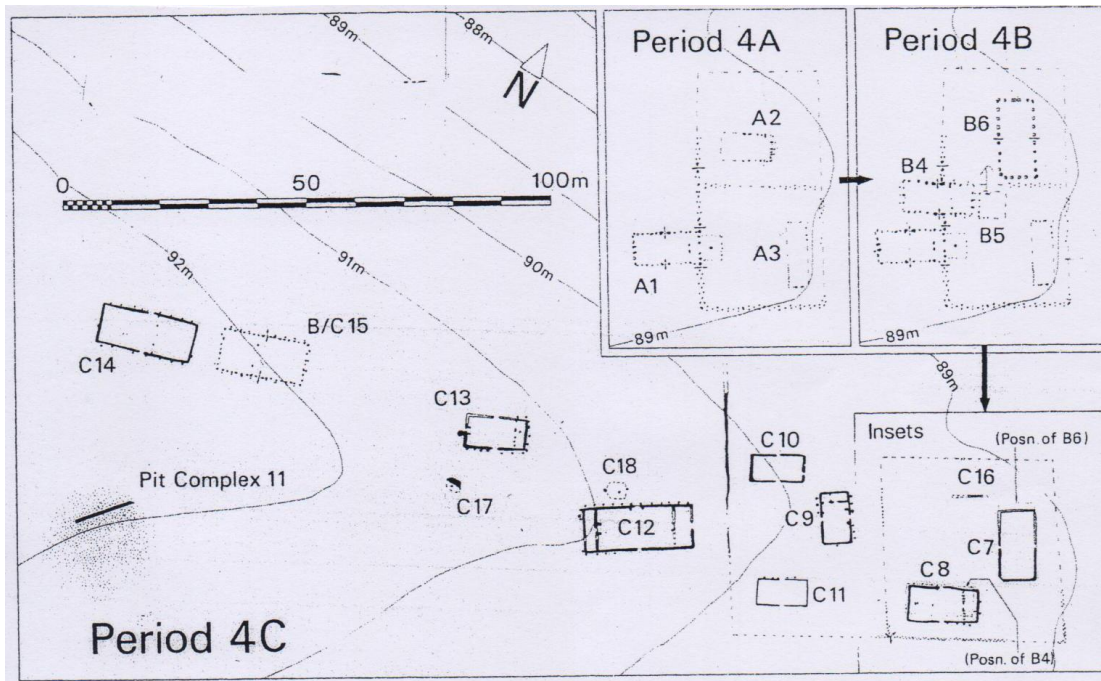 89m
88m
N
0 50 100m
92m
91m
90m
Period 4A
A2
A1
A3
89m
Period 4B
B6
B4
B5
C14
B/C15
C13
C17
Pit Complex 11
C18
C12
C10
C9
C11
89m
Insets
(Posn. of B6)
C16
C7
C8
(Posn. of B4)
Period 4C